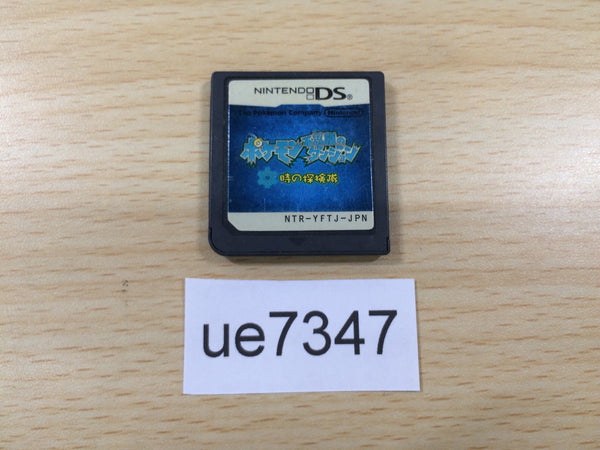 NINTENDO DS®
The Pokémon Company Nintendo
ポケモン不思議のダンジョン
時の探検隊
NTR-YFTJ-JPN
ue7347